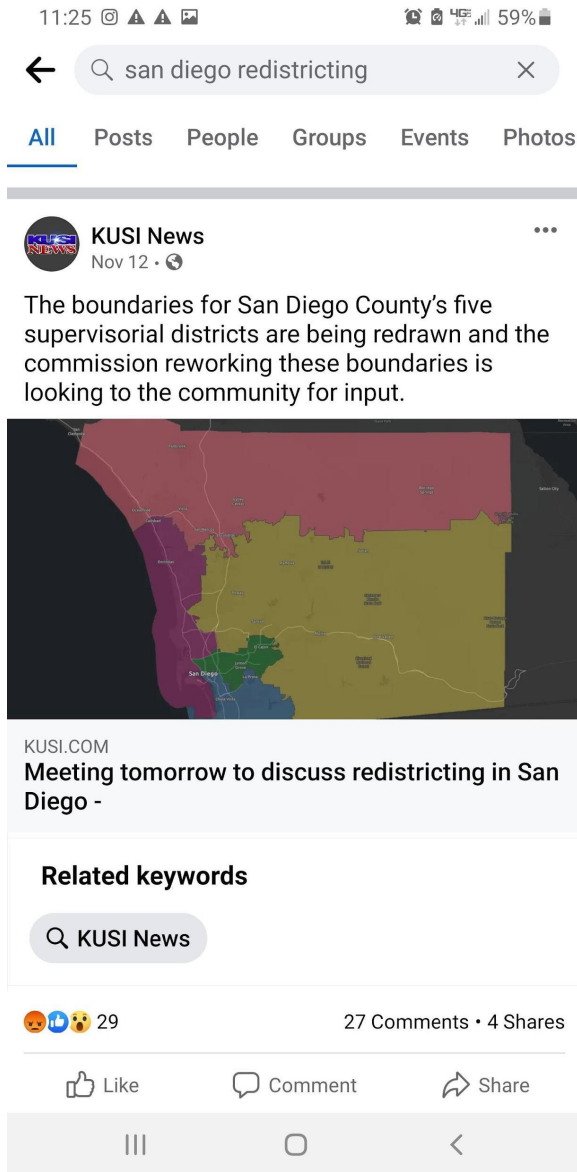 11:25
4G 59%
san diego redistricting
All Posts People Groups Events Photos
KUSI NEWS
KUSI News
Nov 12 •
The boundaries for San Diego County's five
supervisorial districts are being redrawn and the
commission reworking these boundaries is
looking to the community for input.
San Diego
KUSI.COM
Meeting tomorrow to discuss redistricting in San
Diego -
Related keywords
KUSI News
29
27 Comments • 4 Shares
Like Comment Share